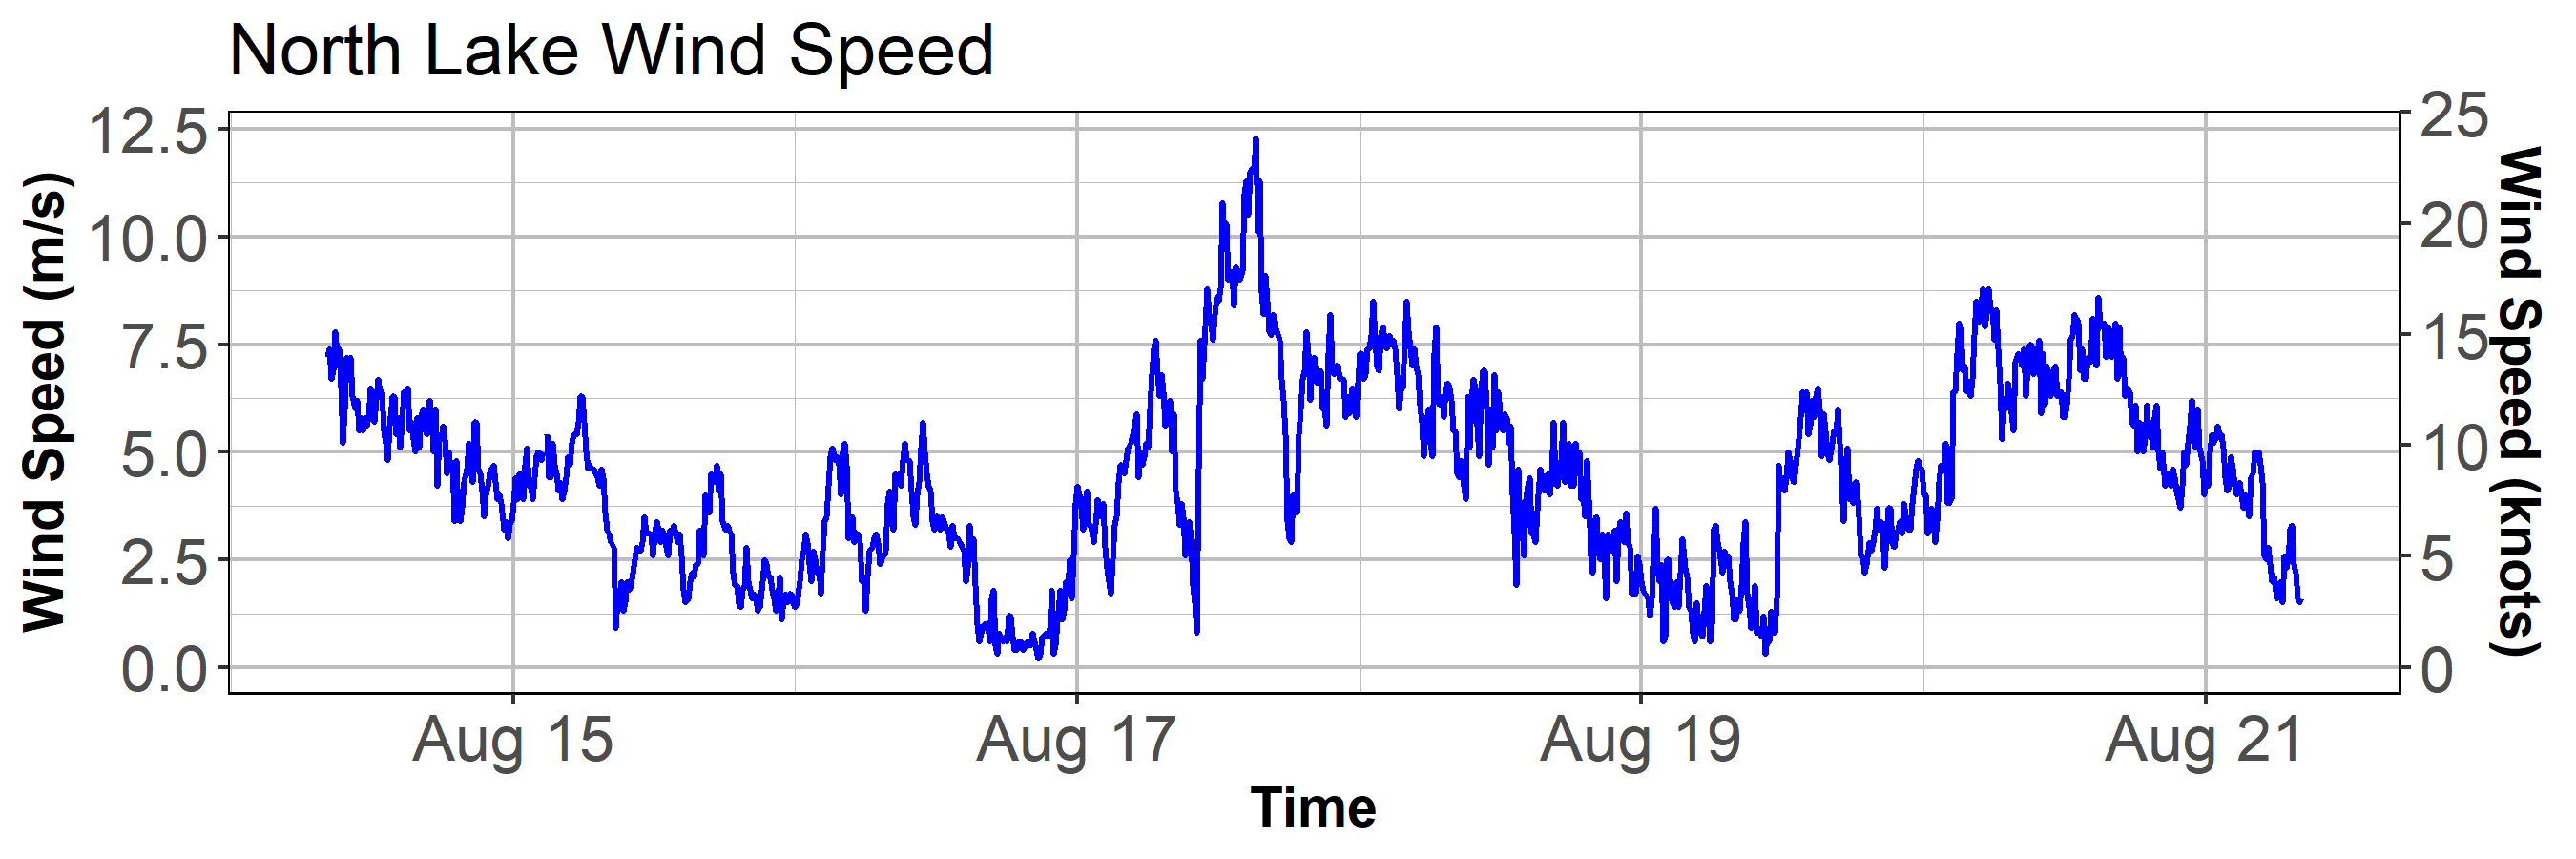 North Lake Wind Speed
Wind Speed (m/s)
12.5
10.0
7.5
5.0
2.5
0.0
25
20
15
10
5
0
Wind Speed (knots)
Aug 15
Aug 17
Aug 19
Aug 21
Time